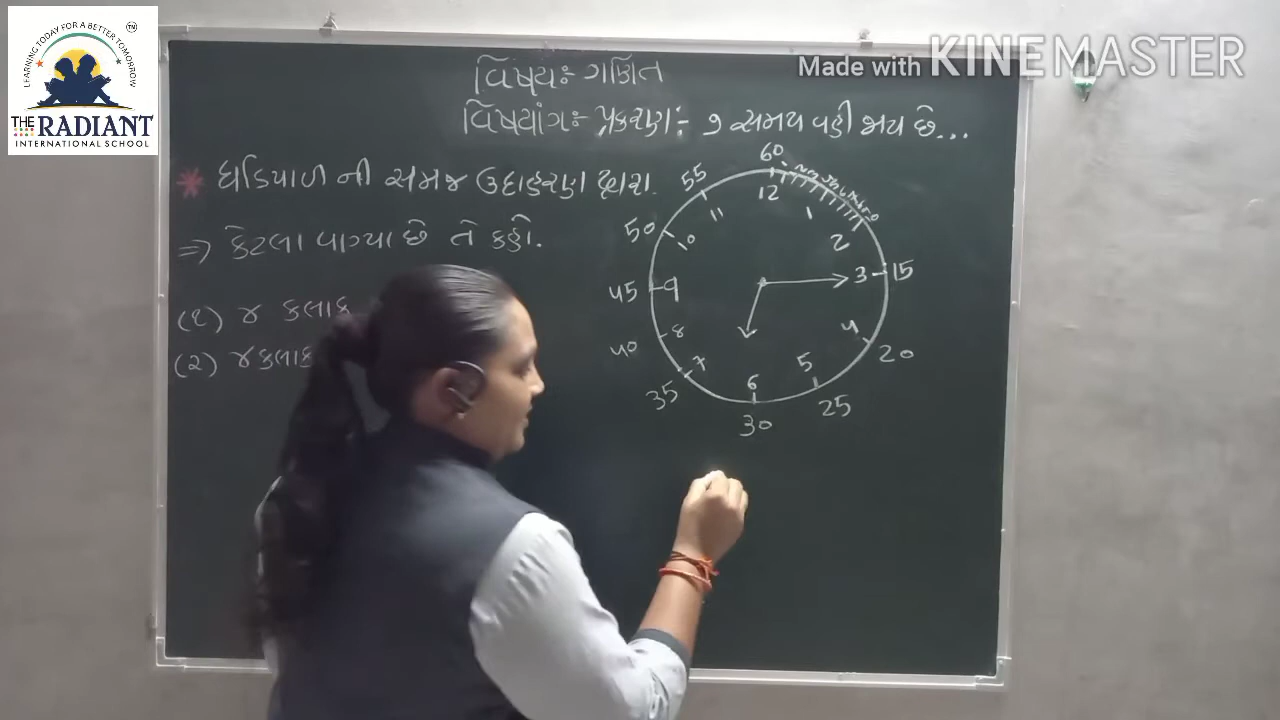 LEARNING TODAY FOR A BETTER TOMORROW
TM
THE RADIANT
INTERNATIONAL SCHOOL
Made with KINEMASTER
વિષયઃ- ગણિત
વિષયાંગઃ- પ્રકરણ:- ૭ સમય વહી જાય છે...
* ઘડિયાળ ની સમજ ઉદાહરણ દ્વારા.
⇒ કેટલા વાગ્યા છે તે કહો.
(૧) ૪ કલાક
(૨) ૪ કલાક
60
55 12
50 11 1
10 2
45 9 3 15
40 8 4 20
35 7 5
6 25
30